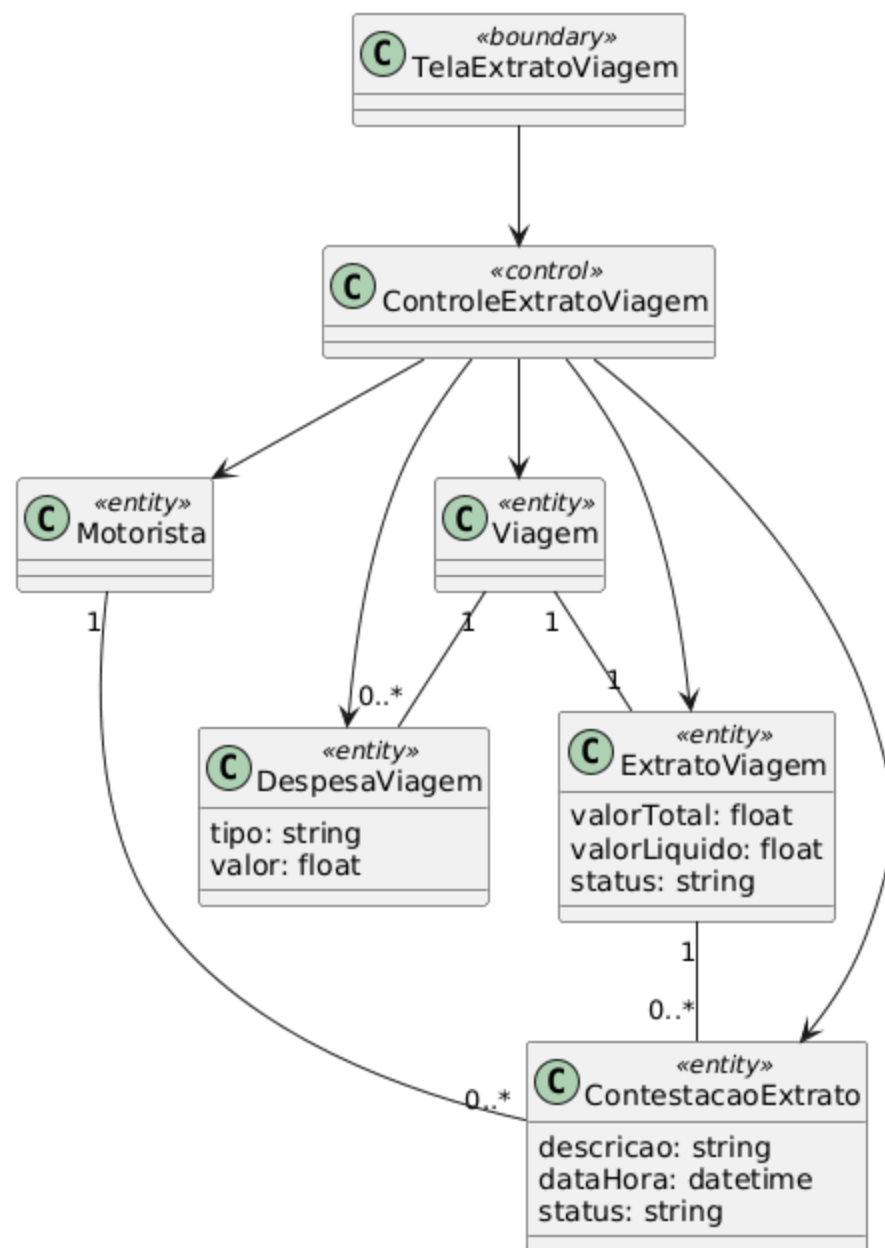 «boundary»
C TelaExtratoViagem
«control»
C ControleExtratoViagem
«entity»
C Motorista
«entity»
C Viagem
1
1
1
0..*
1
«entity»
C DespesaViagem
tipo: string
valor: float
«entity»
C ExtratoViagem
valorTotal: float
valorLiquido: float
status: string
1
0..*
0..*
«entity»
C ContestacaoExtrato
descricao: string
dataHora: datetime
status: string